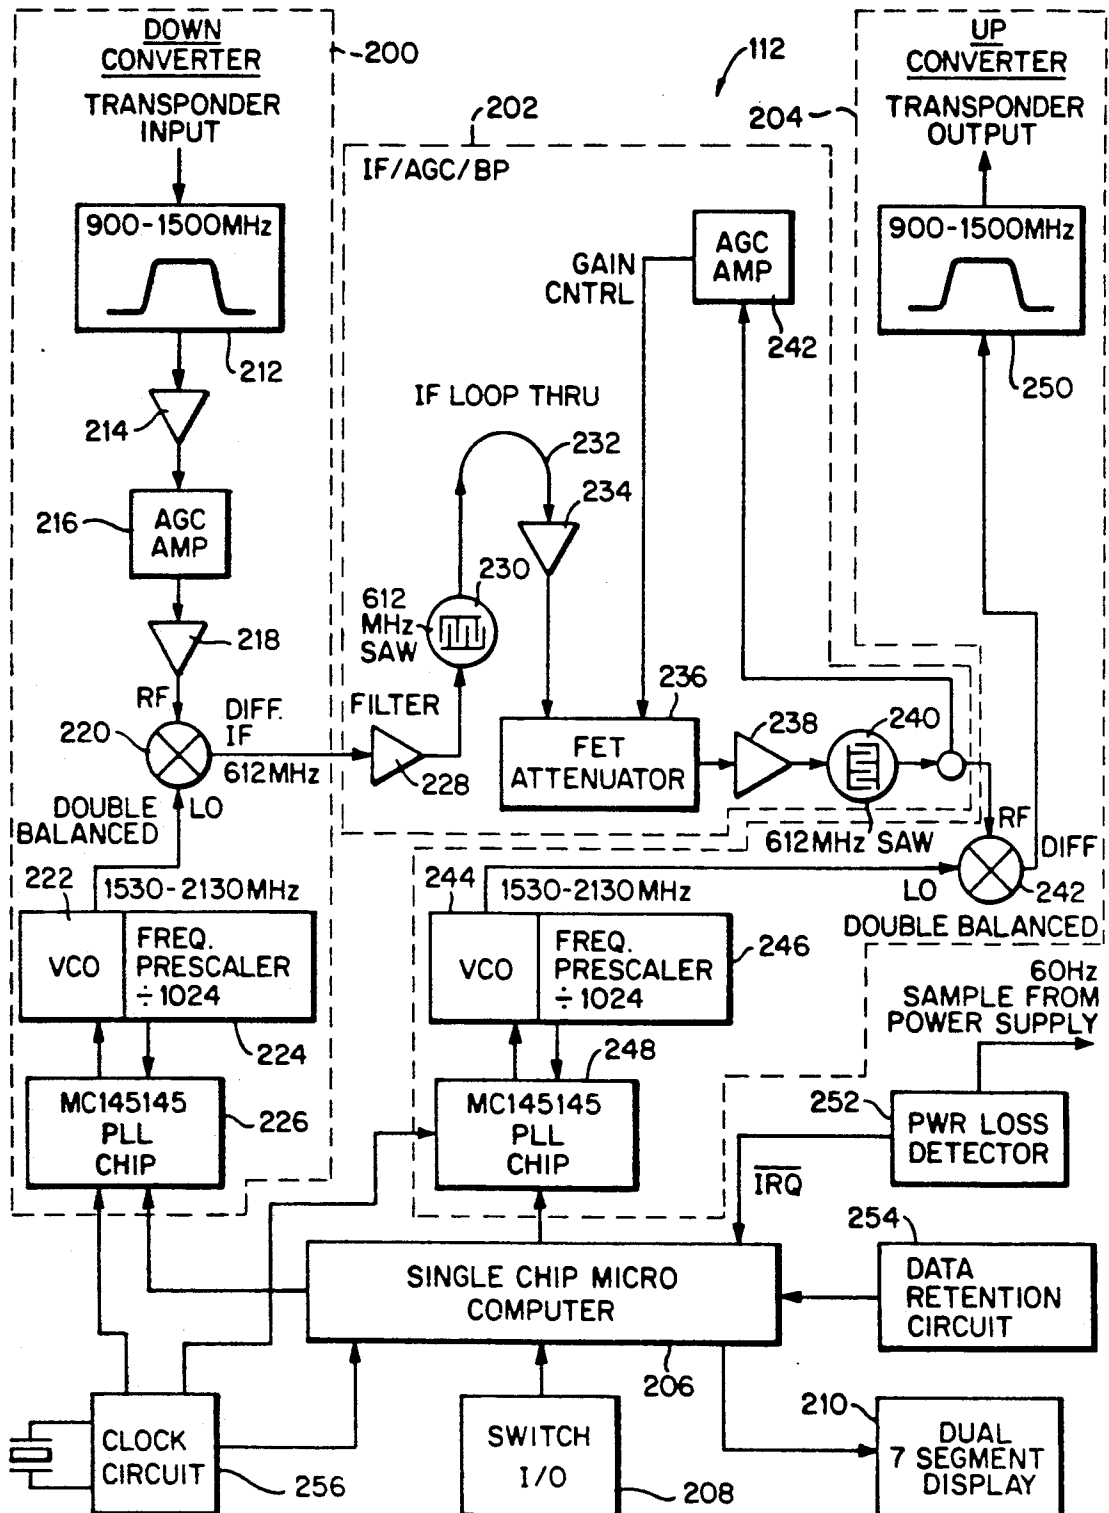 DOWN
CONVERTER
200
TRANSPONDER
INPUT
900-1500MHz
212
214
216
AGC
AMP
218
RF
220
DIFF.
IF
612MHz
DOUBLE
BALANCED
LO
222
1530-2130MHz
VCO
FREQ.
PRESCALER
÷1024
224
MC145145
PLL
CHIP
226
112
202
IF/AGC/BP
GAIN
CNTRL
AGC
AMP
242
IF LOOP THRU
232
234
230
612
MHz
SAW
FILTER
228
236
FET
ATTENUATOR
238
240
612MHz SAW
UP
CONVERTER
204
TRANSPONDER
OUTPUT
900-1500MHz
250
RF
DIFF
LO
242
DOUBLE BALANCED
244
1530-2130MHz
VCO
FREQ.
PRESCALER
÷1024
246
248
MC145145
PLL
CHIP
60Hz
SAMPLE FROM
POWER SUPPLY
252
PWR LOSS
DETECTOR
IRQ
254
DATA
RETENTION
CIRCUIT
SINGLE CHIP MICRO
COMPUTER
206
CLOCK
CIRCUIT
256
SWITCH
I/O
208
210
DUAL
7 SEGMENT
DISPLAY